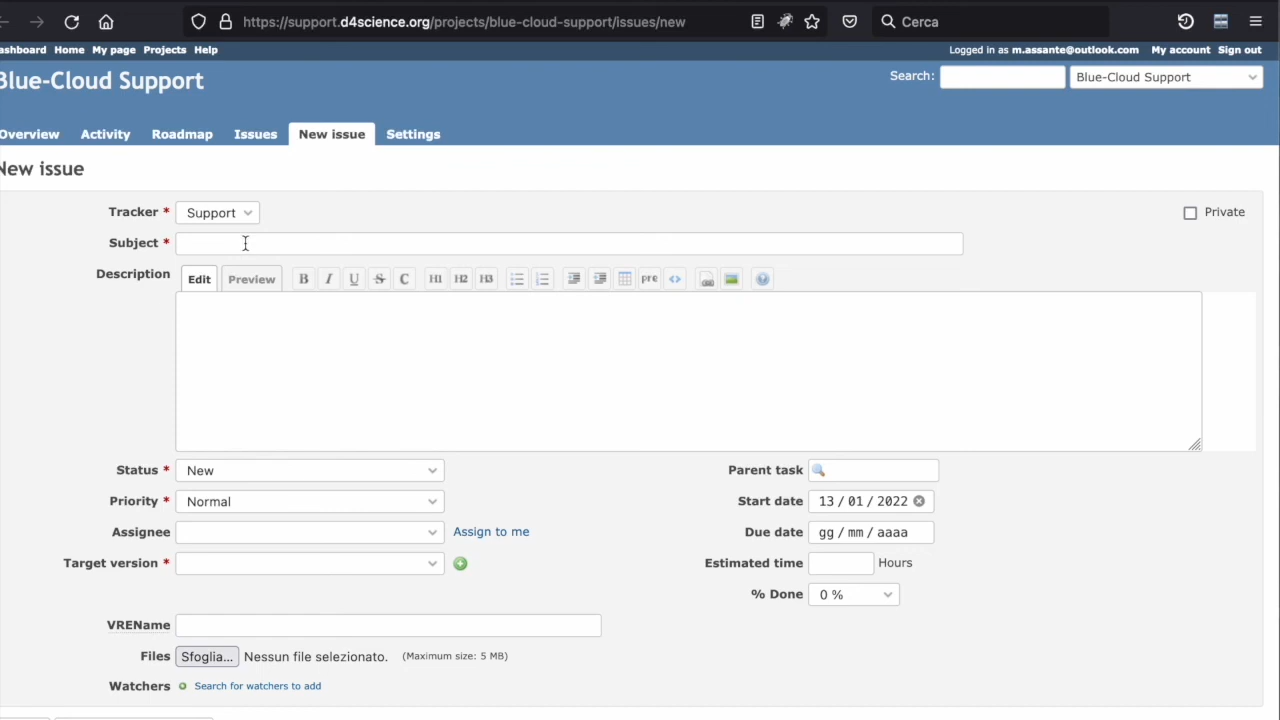 https://support.d4science.org/projects/blue-cloud-support/issues/new Cerca
ashboard Home My page Projects Help Logged in as m.assante@outlook.com My account Sign out
Blue-Cloud Support Search: Blue-Cloud Support
Overview Activity Roadmap Issues New issue Settings
New issue
Tracker * Support Private
Subject *
Description Edit Preview B I U S C H1 H2 H3 pre <> ?
Status * New Parent task
Priority * Normal Start date 13 / 01 / 2022
Assignee Assign to me Due date gg / mm / aaaa
Target version * Estimated time Hours
% Done 0 %
VREName
Files Sfoglia... Nessun file selezionato. (Maximum size: 5 MB)
Watchers Search for watchers to add